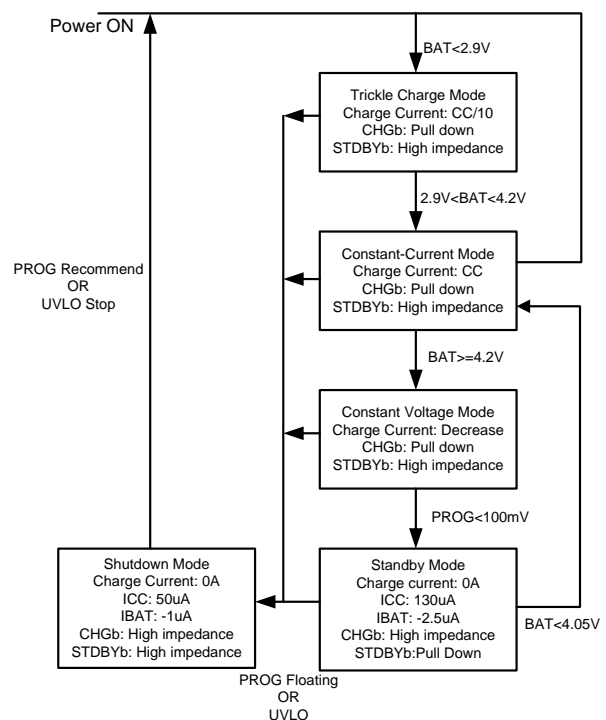 Power ON
BAT<2.9V
Trickle Charge Mode
Charge Current: CC/10
CHGb: Pull down
STDBYb: High impedance
2.9V<BAT<4.2V
Constant-Current Mode
Charge Current: CC
CHGb: Pull down
STDBYb: High impedance
PROG Recommend
OR
UVLO Stop
BAT>=4.2V
Constant Voltage Mode
Charge Current: Decrease
CHGb: Pull down
STDBYb: High impedance
PROG<100mV
Shutdown Mode
Charge Current: 0A
ICC: 50uA
IBAT: -1uA
CHGb: High impedance
STDBYb: High impedance
Standby Mode
Charge current: 0A
ICC: 130uA
IBAT: -2.5uA
CHGb: High impedance
STDBYb:Pull Down
BAT<4.05V
PROG Floating
OR
UVLO